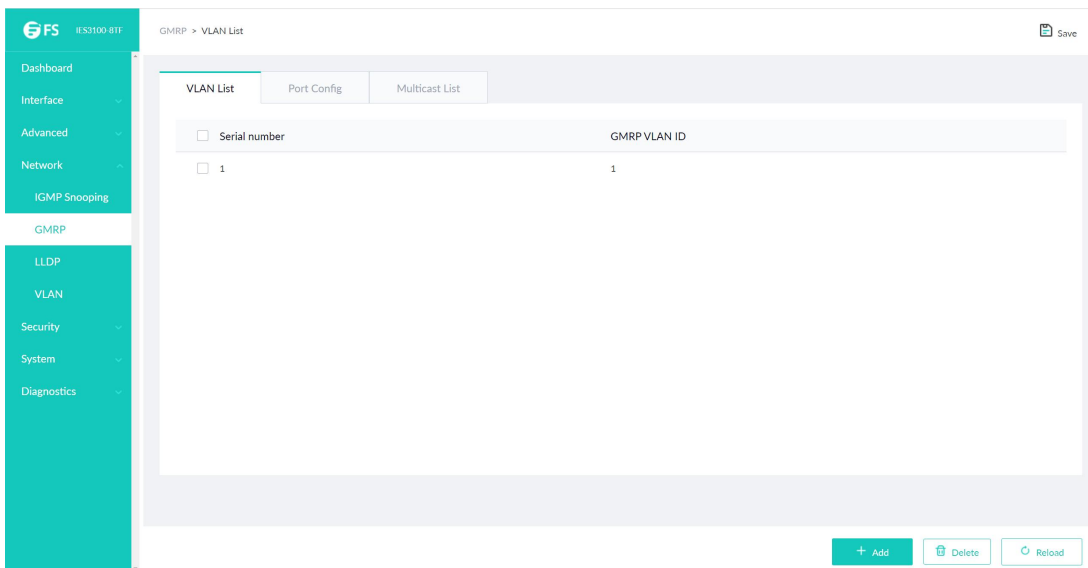 FS IES3100-8TF
GMRP > VLAN List
Save
Dashboard
Interface
Advanced
Network
IGMP Snooping
GMRP
LLDP
VLAN
Security
System
Diagnostics
VLAN List Port Config Multicast List
Serial number GMRP VLAN ID
1 1
+ Add Delete Reload